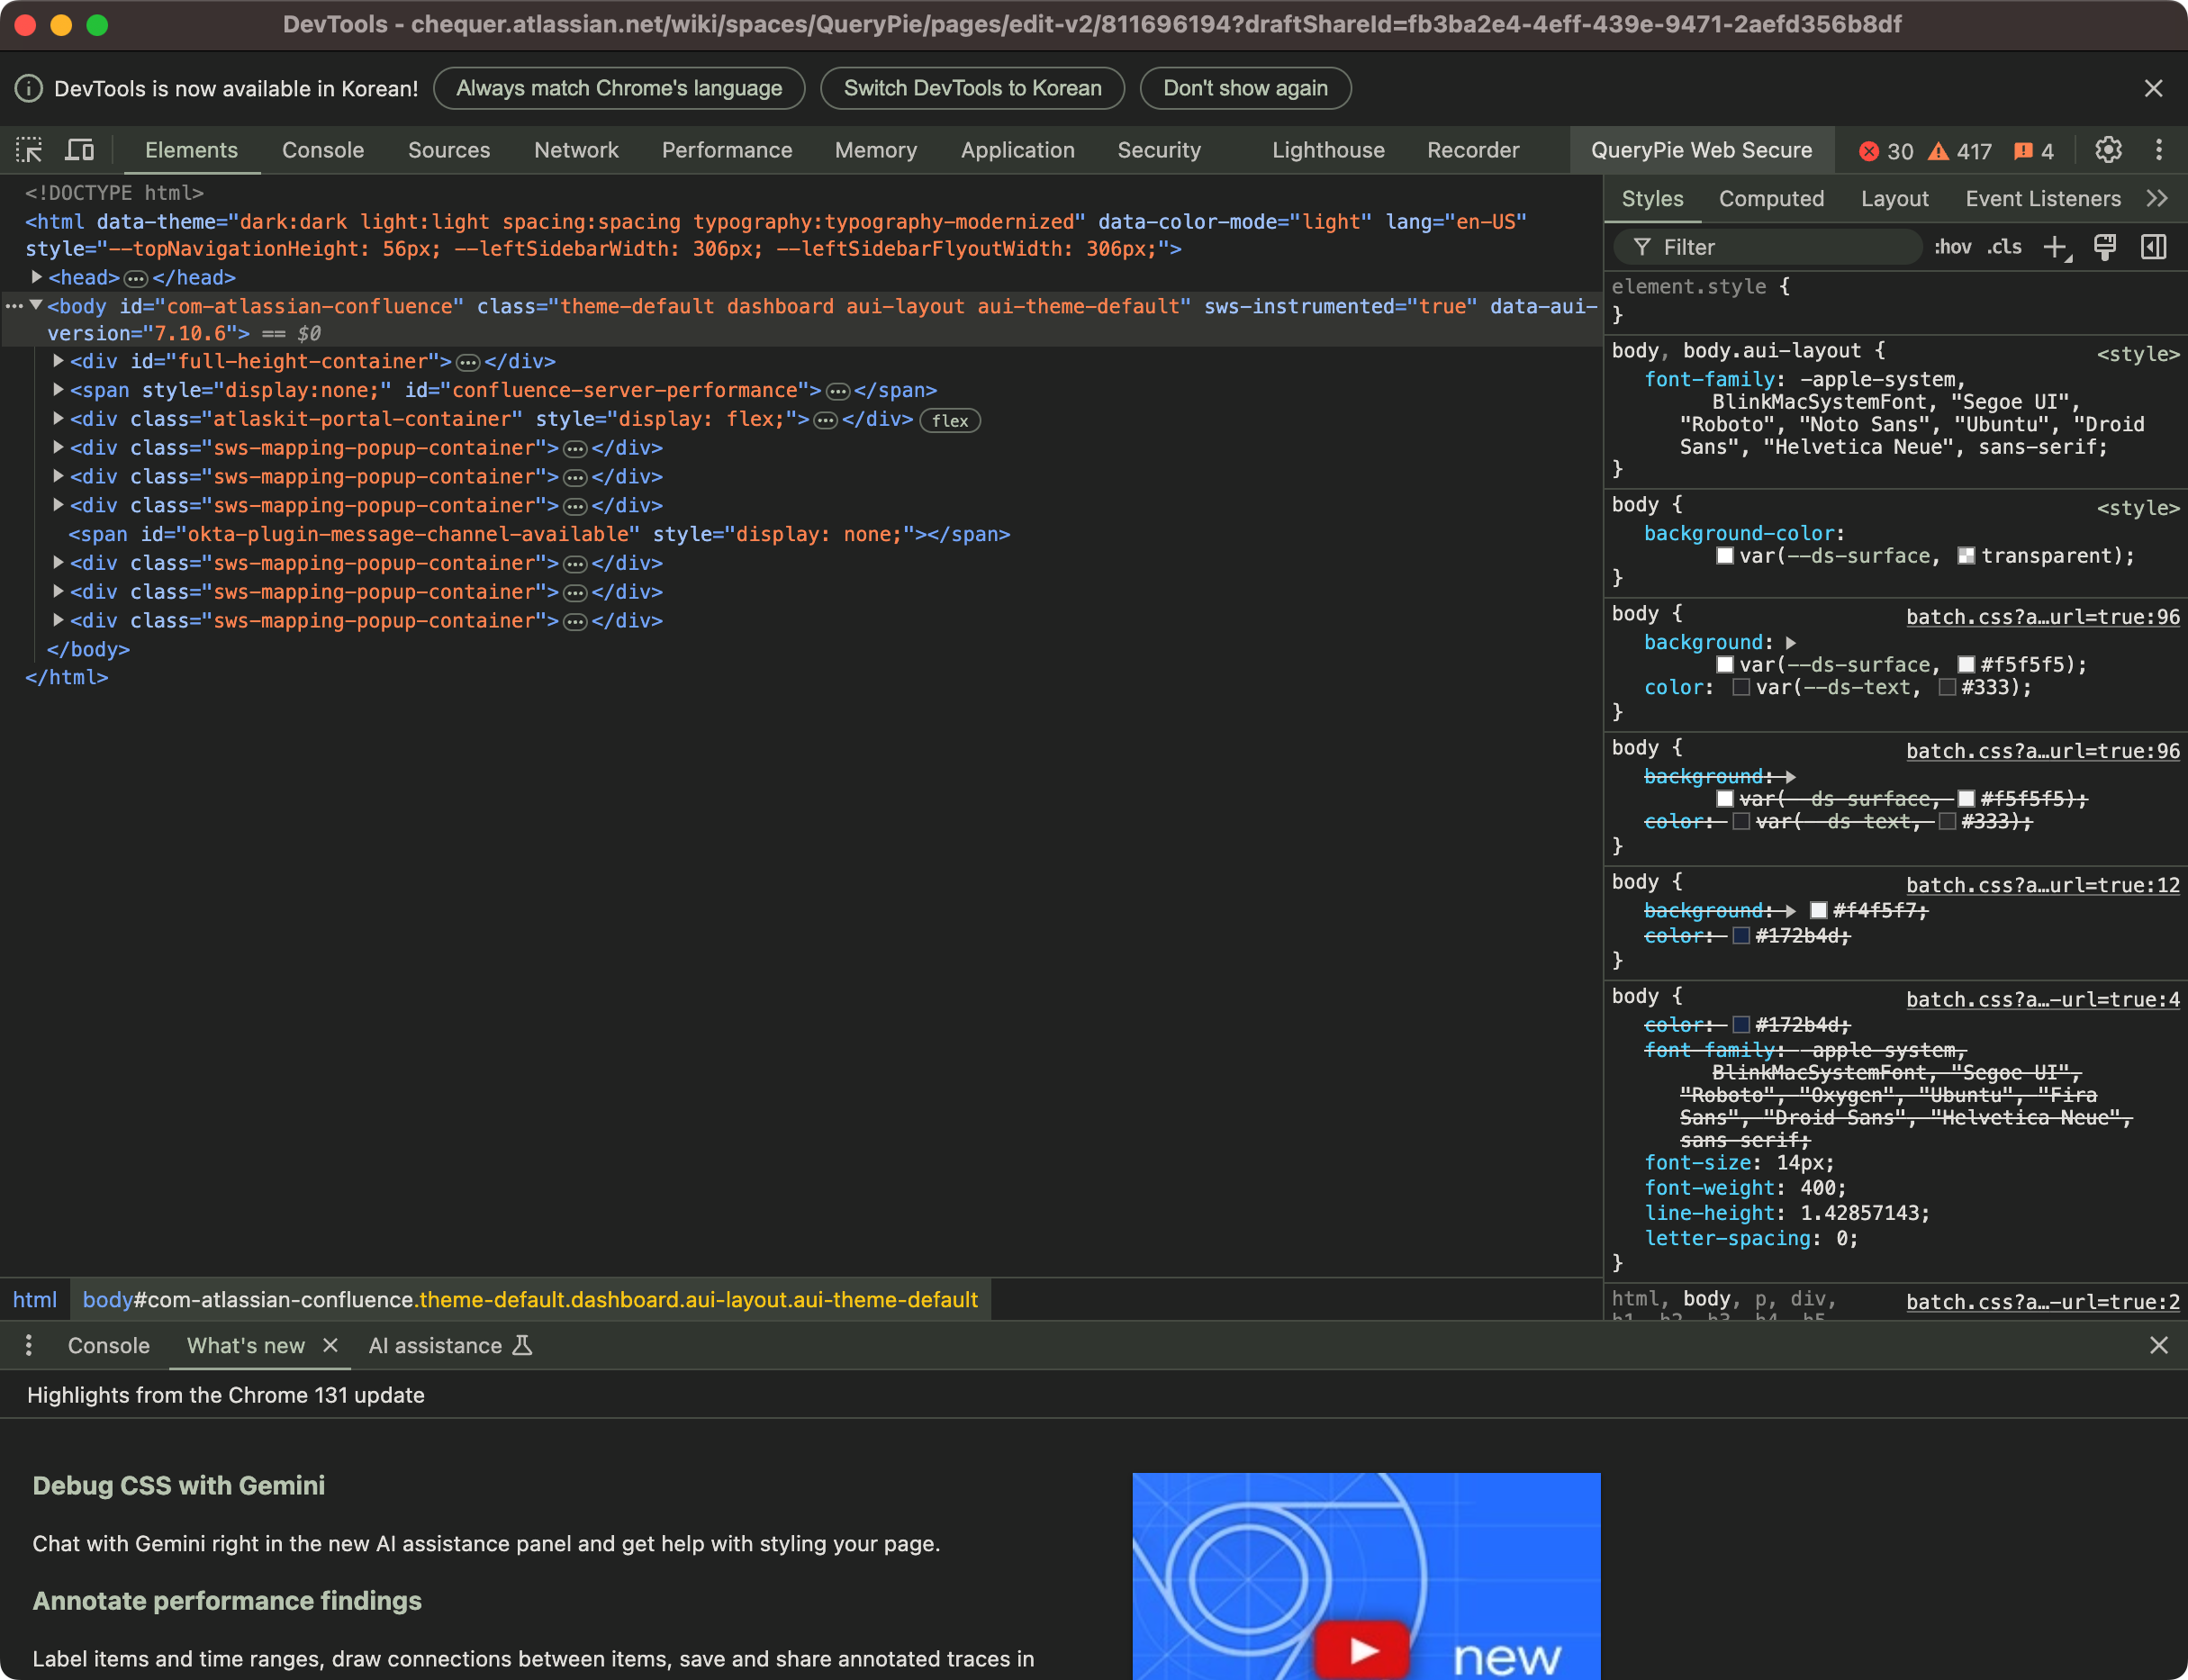 DevTools - chequer.atlassian.net/wiki/spaces/QueryPie/pages/edit-v2/811696194?draftShareId=fb3ba2e4-4eff-439e-9471-2aefd356b8df
DevTools is now available in Korean! Always match Chrome's language Switch DevTools to Korean Don't show again
Elements Console Sources Network Performance Memory Application Security Lighthouse Recorder QueryPie Web Secure 30 417 4
<!DOCTYPE html>
<html data-theme="dark:dark light:light spacing:spacing typography:typography-modernized" data-color-mode="light" lang="en-US"
style="--topNavigationHeight: 56px; --leftSidebarWidth: 306px; --leftSidebarFlyoutWidth: 306px;">
<head>…</head>
… <body id="com-atlassian-confluence" class="theme-default dashboard aui-layout aui-theme-default" sws-instrumented="true" data-aui-
version="7.10.6"> == $0
<div id="full-height-container">…</div>
<span style="display:none;" id="confluence-server-performance">…</span>
<div class="atlaskit-portal-container" style="display: flex;">…</div> flex
<div class="sws-mapping-popup-container">…</div>
<div class="sws-mapping-popup-container">…</div>
<div class="sws-mapping-popup-container">…</div>
<span id="okta-plugin-message-channel-available" style="display: none;"></span>
<div class="sws-mapping-popup-container">…</div>
<div class="sws-mapping-popup-container">…</div>
<div class="sws-mapping-popup-container">…</div>
</body>
</html>
html body#com-atlassian-confluence.theme-default.dashboard.aui-layout.aui-theme-default
Styles Computed Layout Event Listeners
Filter :hov .cls
element.style {
}
body, body.aui-layout { <style>
font-family: -apple-system,
BlinkMacSystemFont, "Segoe UI",
"Roboto", "Noto Sans", "Ubuntu", "Droid
Sans", "Helvetica Neue", sans-serif;
}
body { <style>
background-color:
var(--ds-surface, transparent);
}
body { batch.css?a…url=true:96
background:
var(--ds-surface, #f5f5f5);
color: var(--ds-text, #333);
}
body { batch.css?a…url=true:96
background:
var(--ds-surface, #f5f5f5);
color: var(--ds-text, #333);
}
body { batch.css?a…url=true:12
background: #f4f5f7;
color: #172b4d;
}
body { batch.css?a…-url=true:4
color: #172b4d;
font-family: -apple-system,
BlinkMacSystemFont, "Segoe UI",
"Roboto", "Oxygen", "Ubuntu", "Fira
Sans", "Droid Sans", "Helvetica Neue",
sans-serif;
font-size: 14px;
font-weight: 400;
line-height: 1.42857143;
letter-spacing: 0;
}
html, body, p, div, batch.css?a…-url=true:2
h1, h2, h3, h4, h5,
Console What's new AI assistance
Highlights from the Chrome 131 update
Debug CSS with Gemini
Chat with Gemini right in the new AI assistance panel and get help with styling your page.
Annotate performance findings
Label items and time ranges, draw connections between items, save and share annotated traces in
new